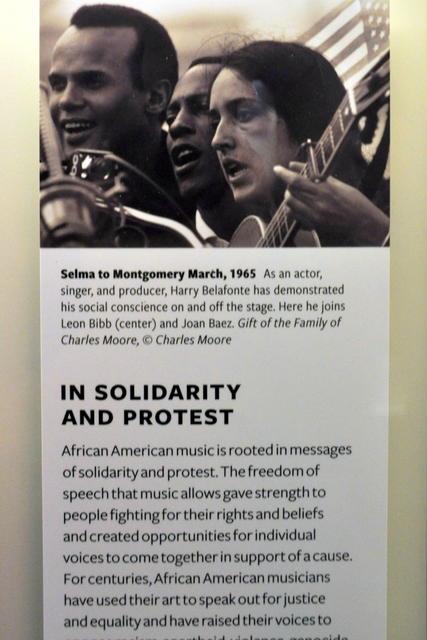 Selma to Montgomery March, 1965 As an actor,
singer, and producer, Harry Belafonte has demonstrated
his social conscience on and off the stage. Here he joins
Leon Bibb (center) and Joan Baez. Gift of the Family of
Charles Moore, © Charles Moore
IN SOLIDARITY
AND PROTEST
African American music is rooted in messages
of solidarity and protest. The freedom of
speech that music allows gave strength to
people fighting for their rights and beliefs
and created opportunities for individual
voices to come together in support of a cause.
For centuries, African American musicians
have used their art to speak out for justice
and equality and have raised their voices to